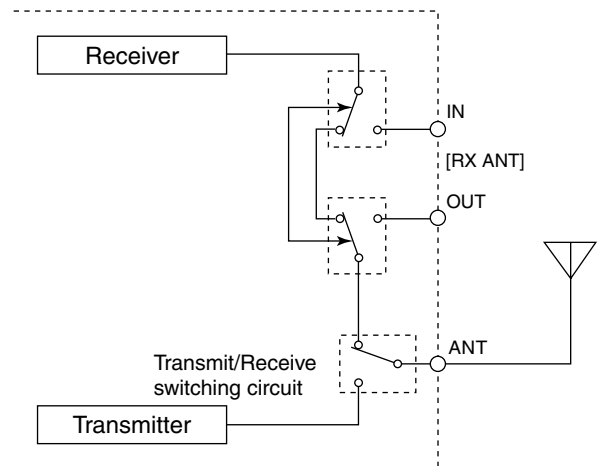 Receiver
IN
[RX ANT]
OUT
ANT
Transmit/Receive
switching circuit
Transmitter